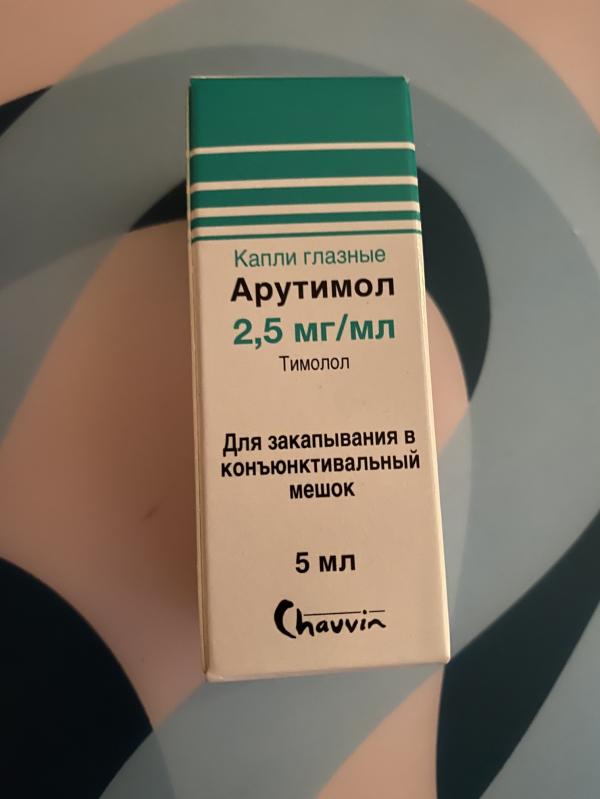 Капли глазные
Арутимол
2,5 мг/мл
Тимолол
Для закапывания в
конъюнктивальный
мешок
5 мл
Chauvin